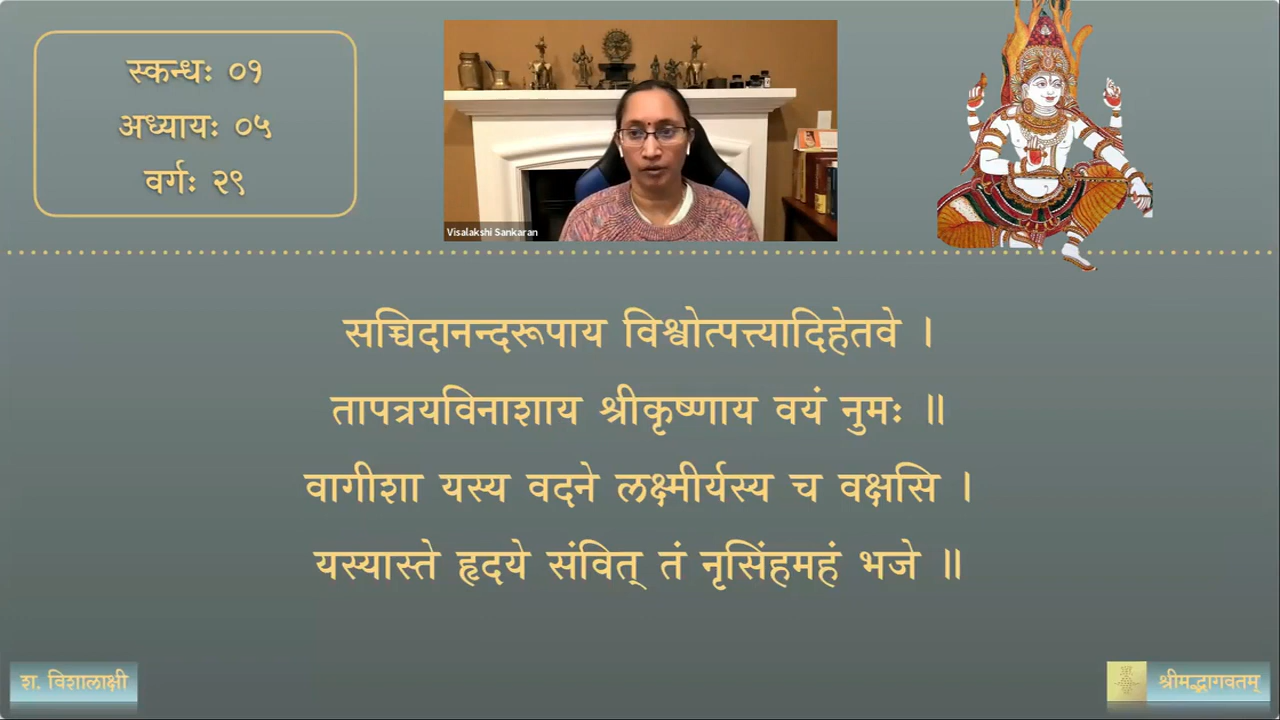 स्कन्धः ०१
अध्यायः ०५
वर्गः २९
Visalakshi Sankaran
सच्चिदानन्दरूपाय विश्वोत्पत्त्यादिहेतवे ।
तापत्रयविनाशाय श्रीकृष्णाय वयं नुमः ॥
वागीशा यस्य वदने लक्ष्मीर्यस्य च वक्षसि ।
यस्यास्ते हृदये संवित् तं नृसिंहमहं भजे ॥
श. विशालाक्षी
श्रीमद्भागवतम्